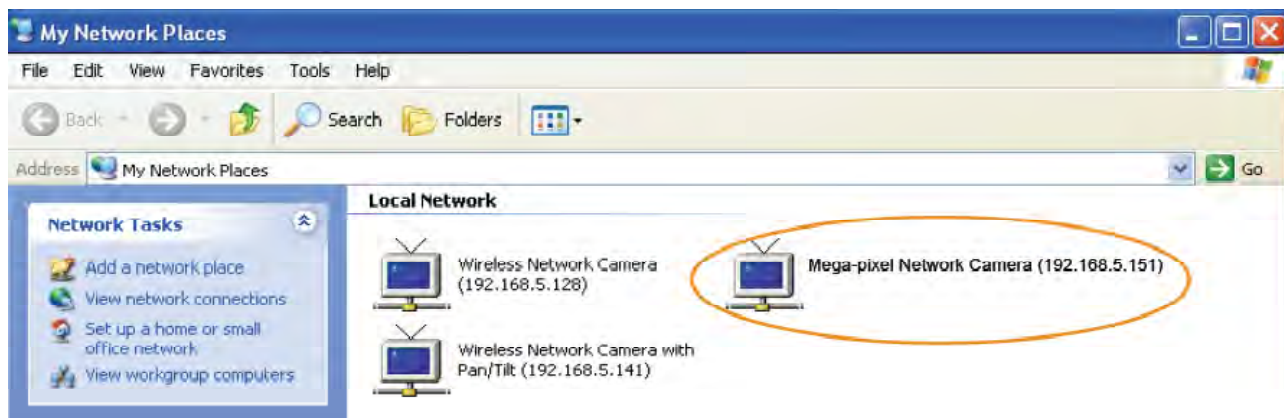 My Network Places
File Edit View Favorites Tools Help
Back Search Folders
Address My Network Places Go
Network Tasks
Add a network place
View network connections
Set up a home or small
office network
View workgroup computers
Local Network
Wireless Network Camera
(192.168.5.128)
Mega-pixel Network Camera (192.168.5.151)
Wireless Network Camera with
Pan/Tilt (192.168.5.141)